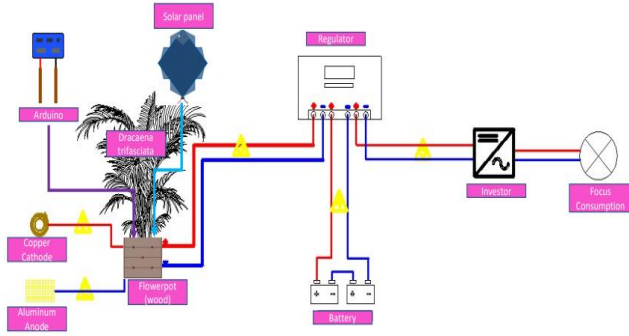 Solar panel
Regulator
Arduino
Dracaena
trifasciata
Investor
Focus
Consumption
Copper
Cathode
Flowerpot
(wood)
Aluminum
Anode
Battery